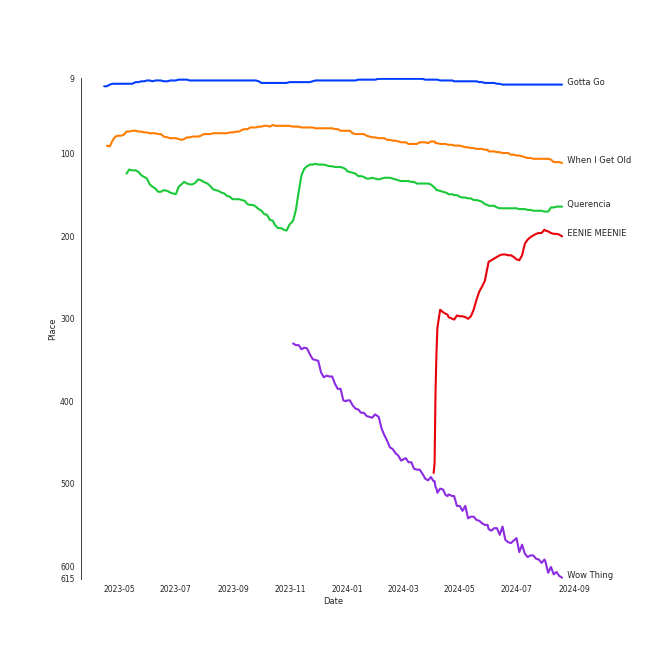 9
Gotta Go
100
When I Get Old
Querencia
200
EENIE MEENIE
300
Place
400
500
600
615
Wow Thing
2023-05 2023-07 2023-09 2023-11 2024-01 2024-03 2024-05 2024-07 2024-09
Date